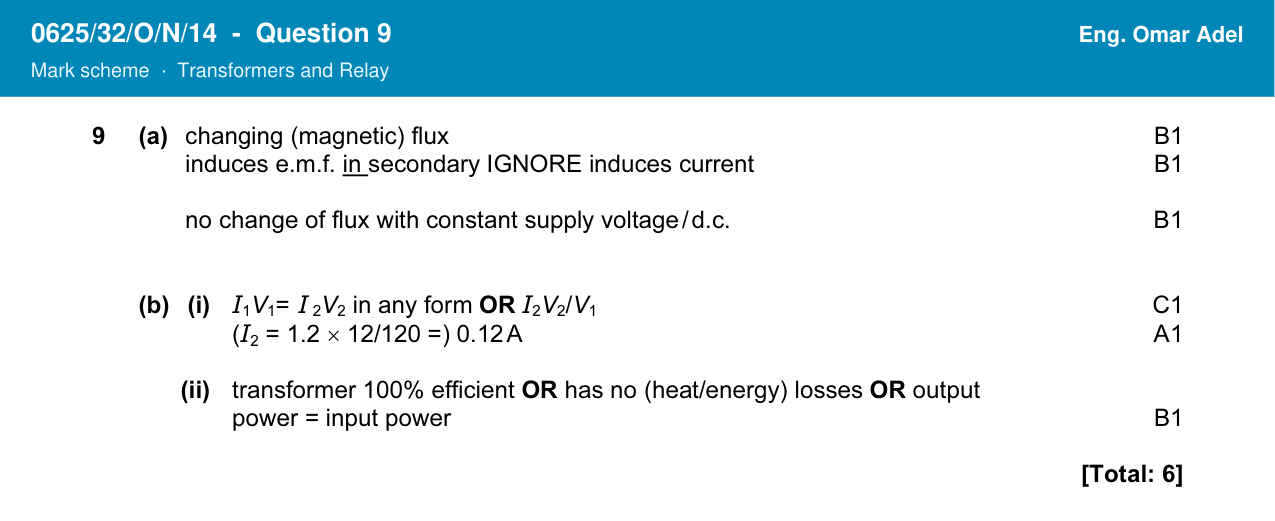 0625/32/O/N/14 - Question 9 Eng. Omar Adel
Mark scheme · Transformers and Relay
9 (a) changing (magnetic) flux B1
induces e.m.f. in secondary IGNORE induces current B1
no change of flux with constant supply voltage/d.c. B1
(b) (i) I₁V₁= I₂V₂ in any form OR I₂V₂/V₁ C1
(I₂ = 1.2 × 12/120 =) 0.12A A1
(ii) transformer 100% efficient OR has no (heat/energy) losses OR output
power = input power B1
[Total: 6]